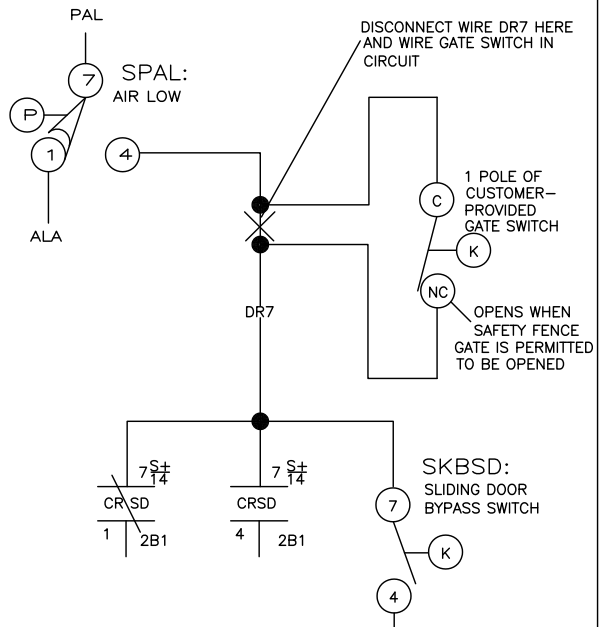 PAL
DISCONNECT WIRE DR7 HERE
AND WIRE GATE SWITCH IN
CIRCUIT
7
SPAL:
AIR LOW
P
1
4
ALA
1 POLE OF
CUSTOMER-
PROVIDED
GATE SWITCH
C
K
NC
OPENS WHEN
SAFETY FENCE
GATE IS PERMITTED
TO BE OPENED
DR7
7 S±
14
CRSD
1
2B1
7 S±
14
CRSD
4
2B1
SKBSD:
SLIDING DOOR
BYPASS SWITCH
7
K
4